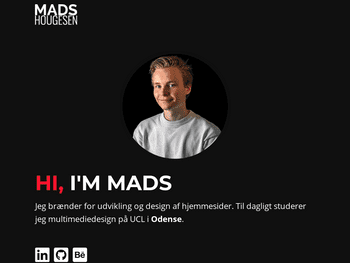 MADS
HOUGESEN
HI, I'M MADS
Jeg brænder for udvikling og design af hjemmesider. Til dagligt studerer
jeg multimediedesign på UCL i Odense.
in
Bē